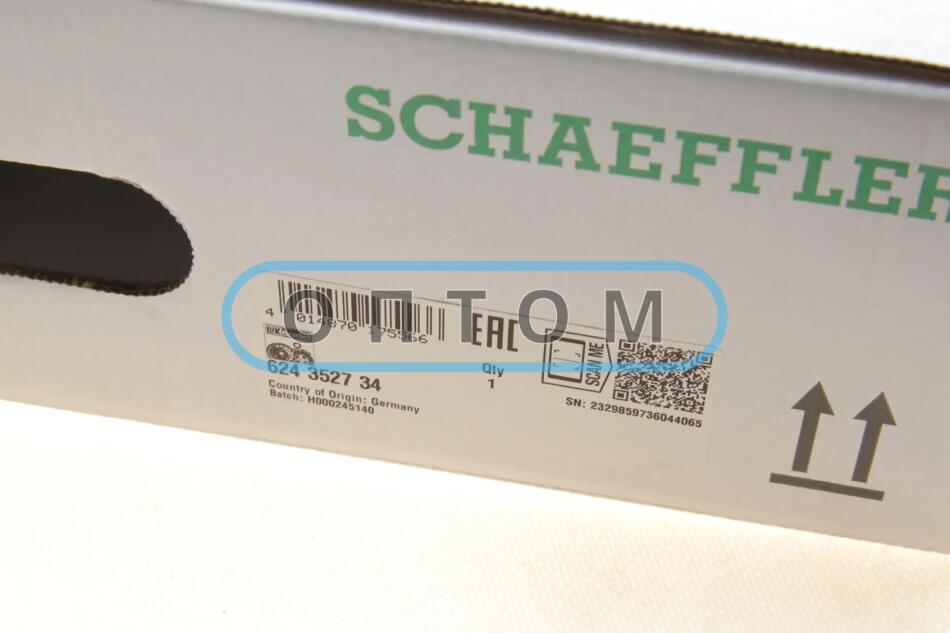 SCHAEFFLER
ОПТОМ
4 014870 175566
EAC
LuK
SCAN ME
624 3527 34
Qty
1
Country of Origin: Germany
Batch: H000245140
SN: 2329859736044065